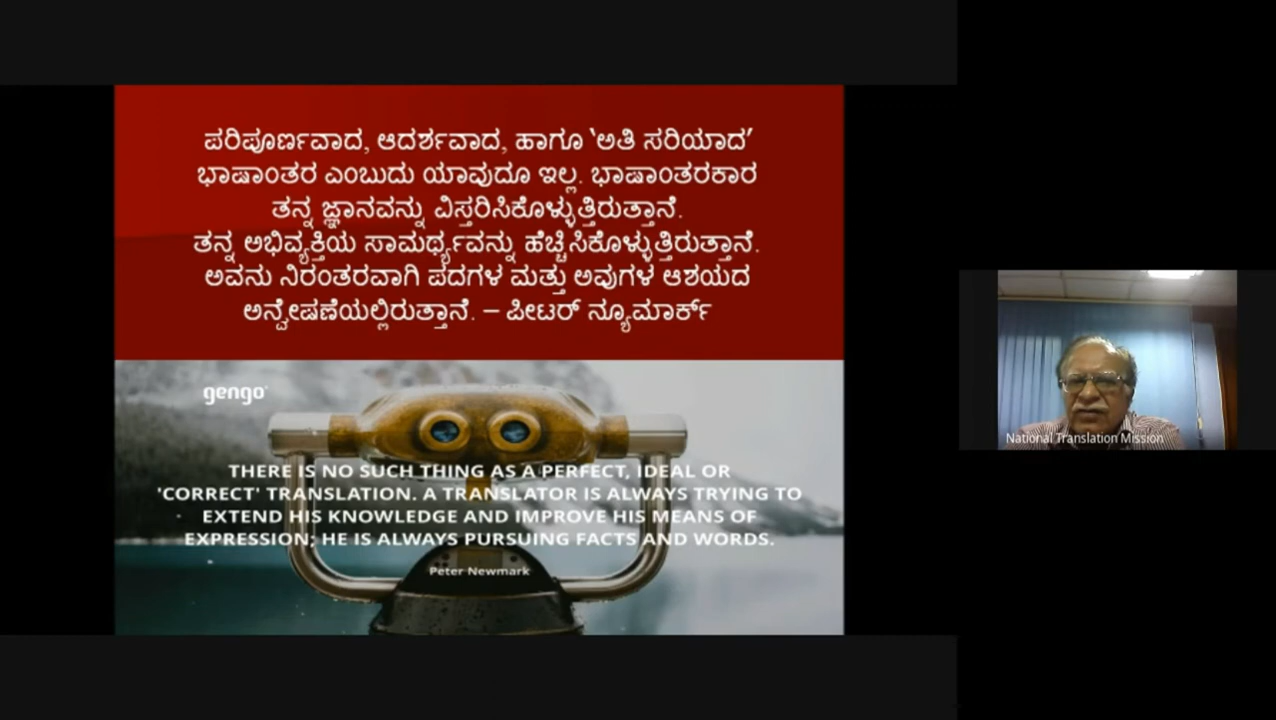 ಪರಿಪೂರ್ಣವಾದ, ಆದರ್ಶವಾದ, ಹಾಗೂ ‘ಅತಿ ಸರಿಯಾದ’
ಭಾಷಾಂತರ ಎಂಬುದು ಯಾವುದೂ ಇಲ್ಲ. ಭಾಷಾಂತರಕಾರ
ತನ್ನ ಜ್ಞಾನವನ್ನು ವಿಸ್ತರಿಸಿಕೊಳ್ಳುತ್ತಿರುತ್ತಾನೆ.
ತನ್ನ ಅಭಿವ್ಯಕ್ತಿಯ ಸಾಮರ್ಥ್ಯವನ್ನು ಹೆಚ್ಚಿಸಿಕೊಳ್ಳುತ್ತಿರುತ್ತಾನೆ.
ಅವನು ನಿರಂತರವಾಗಿ ಪದಗಳ ಮತ್ತು ಅವುಗಳ ಆಶಯದ
ಅನ್ವೇಷಣೆಯಲ್ಲಿರುತ್ತಾನೆ. – ಪೀಟರ್ ನ್ಯೂಮಾರ್ಕ್
gengo
THERE IS NO SUCH THING AS A PERFECT, IDEAL OR
'CORRECT' TRANSLATION. A TRANSLATOR IS ALWAYS TRYING TO
EXTEND HIS KNOWLEDGE AND IMPROVE HIS MEANS OF
EXPRESSION; HE IS ALWAYS PURSUING FACTS AND WORDS.
Peter Newmark
National Translation Mission